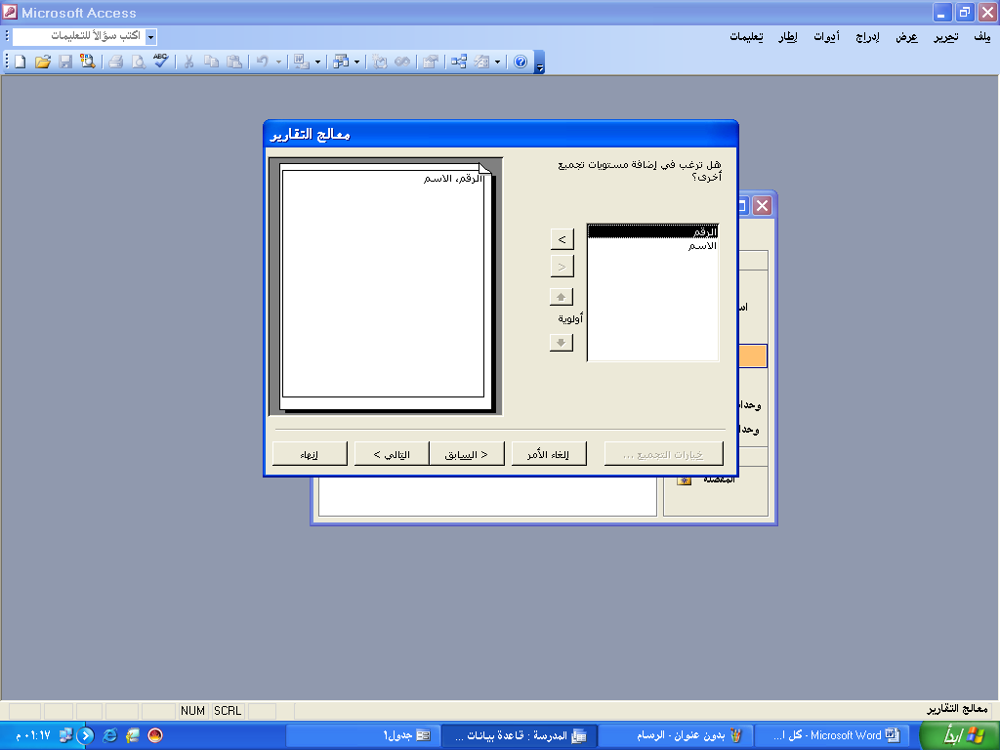 Microsoft Access
ملف تحرير عرض إدراج أدوات إطار تعليمات
اكتب سؤالاً للتعليمات
معالج التقارير
هل ترغب في إضافة مستويات تجميع
أخرى؟
الرقم
الاسم
الرقم, الاسم
<
>
أولوية
خيارات التجميع ...
إلغاء الأمر
< السابق
التالي >
إنهاء
اس
وحدات
وحدا
المفضلة
معالج التقارير
NUM SCRL
ابدأ
Microsoft Word - كل ا...
بدون عنوان - الرسام
المدرسة : قاعدة بيانات ...
جدول١
٠١:١٧ م